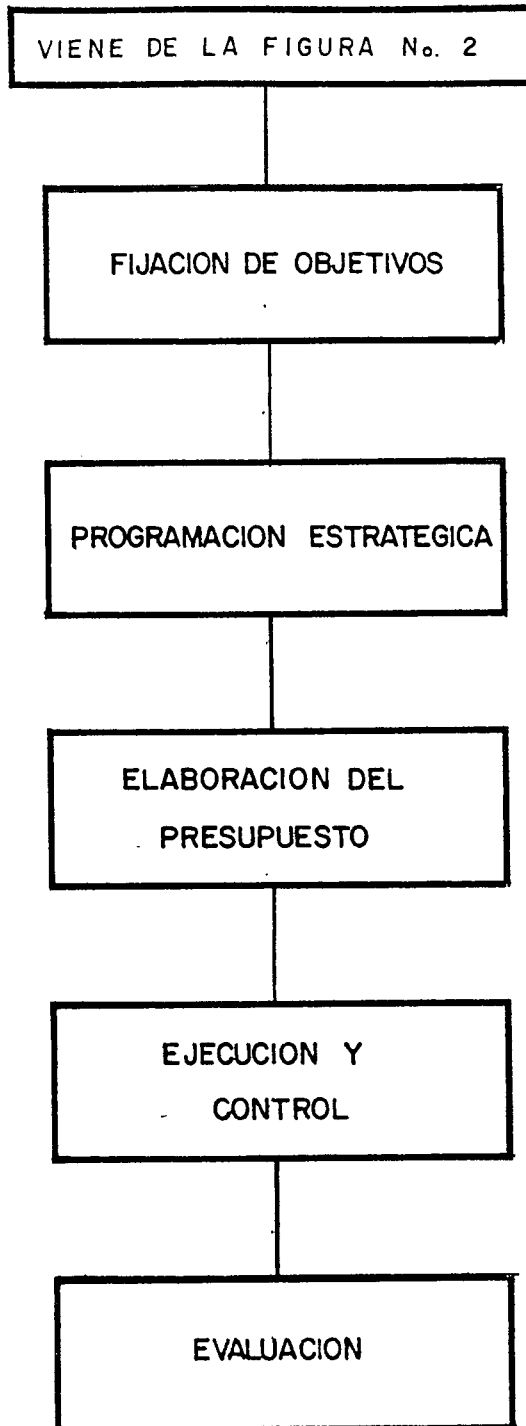 VIENE DE LA FIGURA No. 2
FIJACION DE OBJETIVOS
PROGRAMACION ESTRATEGICA
ELABORACION DEL
PRESUPUESTO
EJECUCION Y
CONTROL
EVALUACION